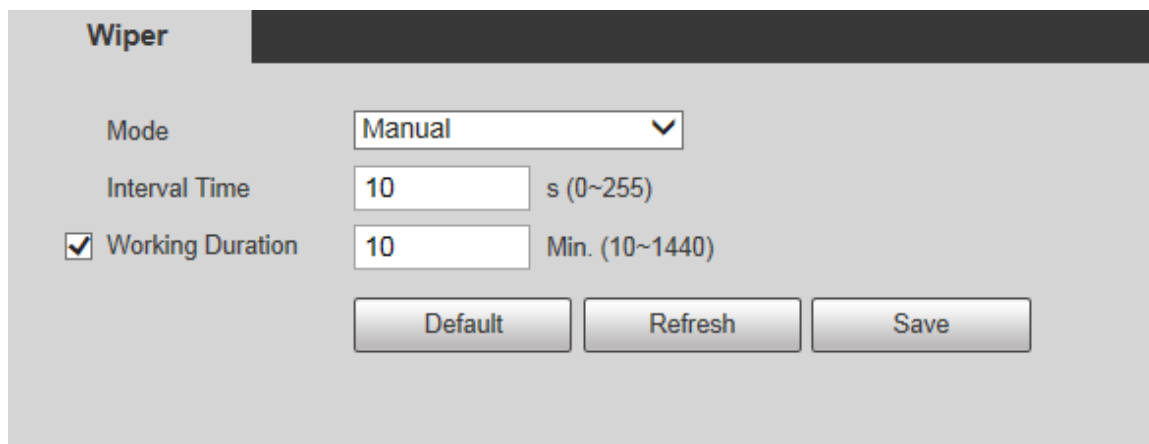 Wiper
Mode Manual
Interval Time 10 s (0~255)
Working Duration 10 Min. (10~1440)
Default Refresh Save